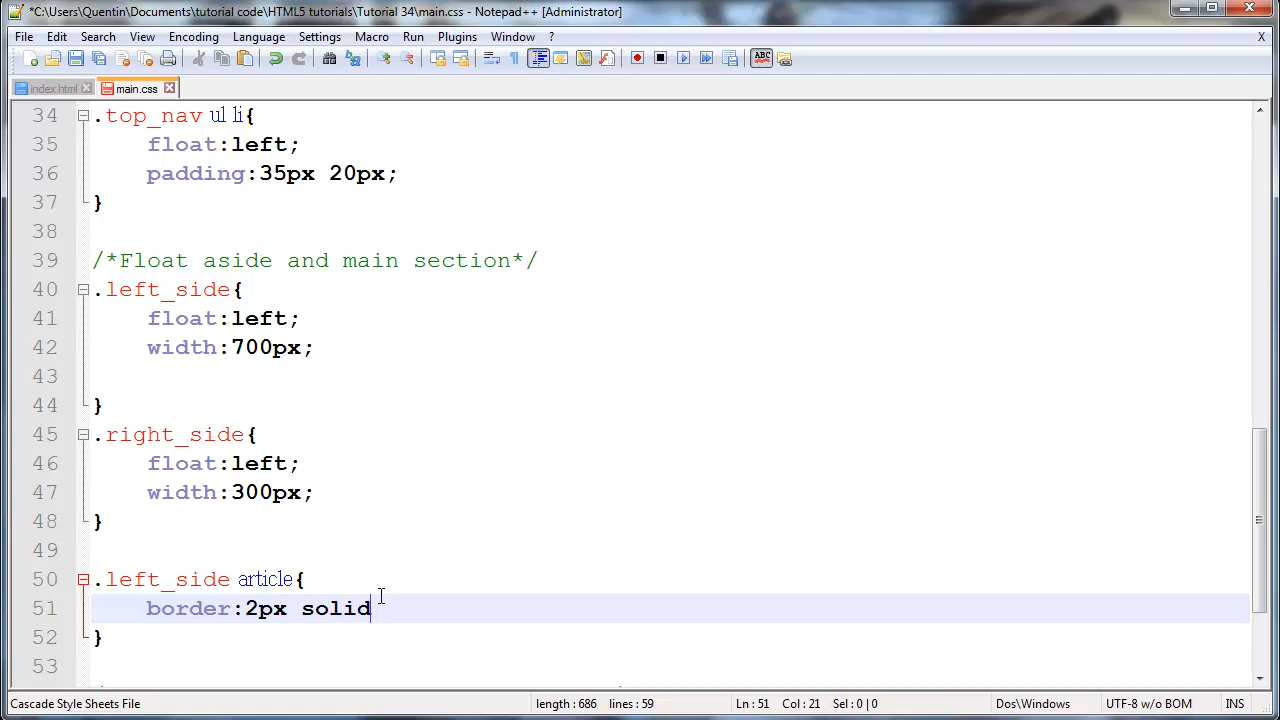 *C:\Users\Quentin\Documents\tutorial code\HTML5 tutorials\Tutorial 34\main.css - Notepad++ [Administrator]
File Edit Search View Encoding Language Settings Macro Run Plugins Window ? X
index.html main.css
34 .top_nav ul li{
35 float:left;
36 padding:35px 20px;
37 }
38
39 /*Float aside and main section*/
40 .left_side{
41 float:left;
42 width:700px;
43
44 }
45 .right_side{
46 float:left;
47 width:300px;
48 }
49
50 .left_side article{
51 border:2px solid
52 }
53
Cascade Style Sheets File length : 686 lines : 59 Ln : 51 Col : 21 Sel : 0 | 0 Dos\Windows UTF-8 w/o BOM INS